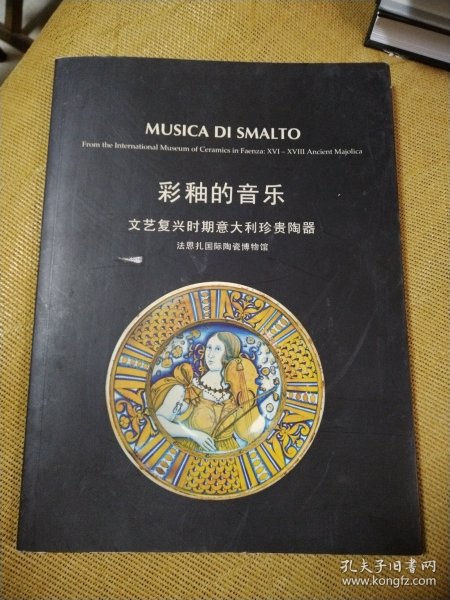 MUSICA DI SMALTO
From the International Museum of Ceramics in Faenza: XVI – XVIII Ancient Majolica
彩釉的音乐
文艺复兴时期意大利珍贵陶器
法恩扎国际陶瓷博物馆
孔夫子旧书网
www.kongfz.com